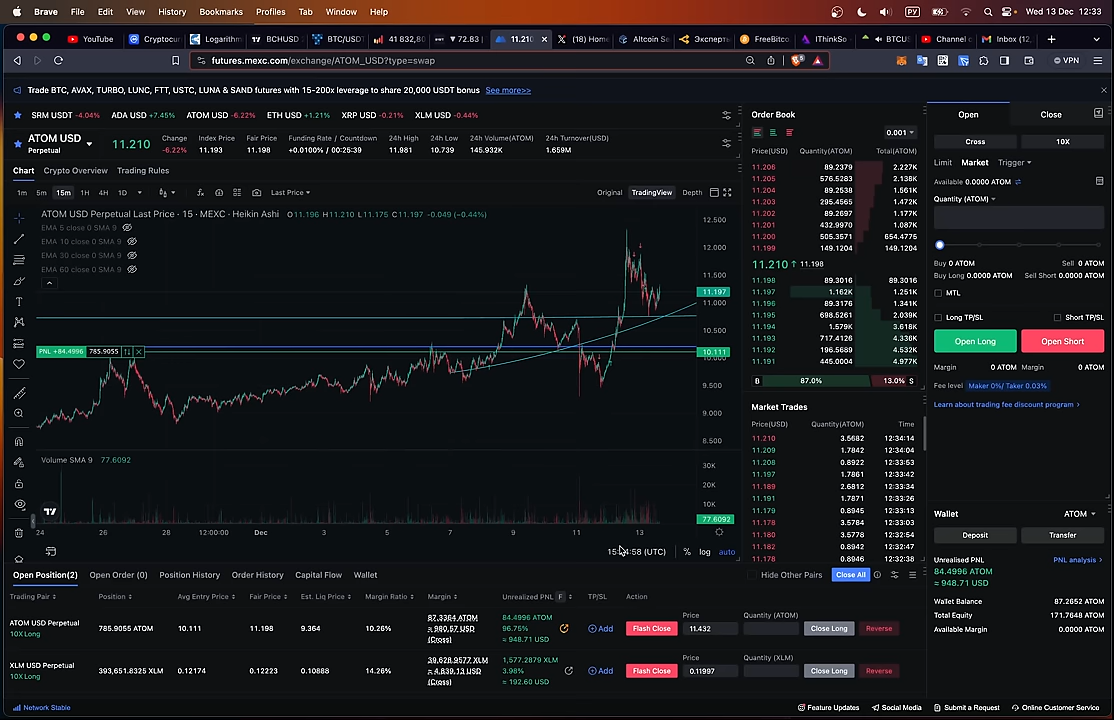 Brave File Edit View History Bookmarks Profiles Tab Window Help РУ Wed 13 Dec 12:33
YouTube Cryptocur Logarithm BCHUSD BTC/USDT 41 832,80 72.83 11.210 (18) Home Altcoin Se Эксперть FreeBitco IThinkSo BTCUS Channel c Inbox (12,
futures.mexc.com/exchange/ATOM_USD?type=swap VPN
Trade BTC, AVAX, TURBO, LUNC, FTT, USTC, LUNA & SAND futures with 15-200x leverage to share 20,000 USDT bonus See more>>
SRM USDT -4.04% ADA USD +7.45% ATOM USD -6.22% ETH USD +1.21% XRP USD -0.21% XLM USD -0.44%
ATOM USD
Perpetual
11.210
Change
-6.22%
Index Price
11.193
Fair Price
11.198
Funding Rate / Countdown
+0.0100% / 00:25:39
24h High
11.981
24h Low
10.739
24h Volume(ATOM)
145.932K
24h Turnover(USD)
1.659M
Chart Crypto Overview Trading Rules
1m 5m 15m 1H 4H 1D Last Price Original TradingView Depth
ATOM USD Perpetual Last Price · 15 · MEXC · Heikin Ashi O11.196 H11.210 L11.175 C11.197 -0.049 (-0.44%)
EMA 5 close 0 SMA 9
EMA 10 close 0 SMA 9
EMA 30 close 0 SMA 9
EMA 60 close 0 SMA 9
12.500
12.000
11.500
11.197
11.000
10.500
10.111
10.000
9.500
9.000
8.500
PNL +84.4996 785.9055
Volume SMA 9 77.6092
30K
20K
10K
77.6092
24 26 28 12:00:00 Dec 3 5 7 9 11 13
(UTC) % log auto
Order Book
0.001
Price(USD) Quantity(ATOM) Total(ATOM)
11.206 89.2379 2.227K
11.205 576.5283 2.138K
11.204 89.2538 1.561K
11.203 295.4565 1.472K
11.202 89.2697 1.177K
11.201 432.9970 1.087K
11.200 505.3571 654.4775
11.199 149.1204 149.1204
11.210 ↑ 11.198
11.198 89.3016 89.3016
11.197 1.162K 1.251K
11.196 89.3176 1.341K
11.195 698.5261 2.039K
11.194 1.579K 3.618K
11.193 717.4126 4.336K
11.192 196.5689 4.532K
11.191 445.0004 4.977K
B 87.0% 13.0% S
Market Trades
Price(USD) Quantity(ATOM) Time
11.210 3.5682 12:34:14
11.209 1.7842 12:34:04
11.208 0.8922 12:33:53
11.197 1.7861 12:33:42
11.189 2.6812 12:33:34
11.191 1.7871 12:33:26
11.179 0.8945 12:33:13
11.178 3.5784 12:33:03
11.180 3.5778 12:32:54
11.182 0.8942 12:32:47
11.178 0.8946 12:32:38
Open Close
Cross 10X
Limit Market Trigger
Available 0.0000 ATOM
Quantity (ATOM)
Buy 0 ATOM Sell 0 ATOM
Buy Long 0.0000 ATOM Sell Short 0.0000 ATOM
MTL
Long TP/SL Short TP/SL
Open Long Open Short
Margin 0 ATOM Margin 0 ATOM
Fee level Maker 0%/ Taker 0.03%
Learn about trading fee discount program >
Wallet ATOM
Deposit Transfer
Unrealised PNL PNL analysis >
84.4996 ATOM
≈ 948.71 USD
Wallet Balance 87.2652 ATOM
Total Equity 171.7648 ATOM
Available Margin 0.0000 ATOM
Open Position(2) Open Order (0) Position History Order History Capital Flow Wallet Hide Other Pairs Close All
Trading Pair Position Avg Entry Price Fair Price Est. Liq Price Margin Ratio Margin Unrealized PNL F TP/SL Action
ATOM USD Perpetual
10X Long
785.9055 ATOM 10.111 11.198 9.364 10.26%
87.3364 ATOM
≈ 980.57 USD
(Cross)
84.4996 ATOM
96.75%
≈ 948.71 USD
Add Flash Close
Price
11.432
Quantity (ATOM)
Close Long Reverse
XLM USD Perpetual
10X Long
393,651.8325 XLM 0.12174 0.12223 0.10888 14.26%
39,628.9577 XLM
≈ 4,839.13 USD
(Cross)
1,577.2879 XLM
3.98%
≈ 192.60 USD
Add Flash Close
Price
0.11997
Quantity (XLM)
Close Long Reverse
Network Stable Feature Updates Social Media Submit a Request Online Customer Service